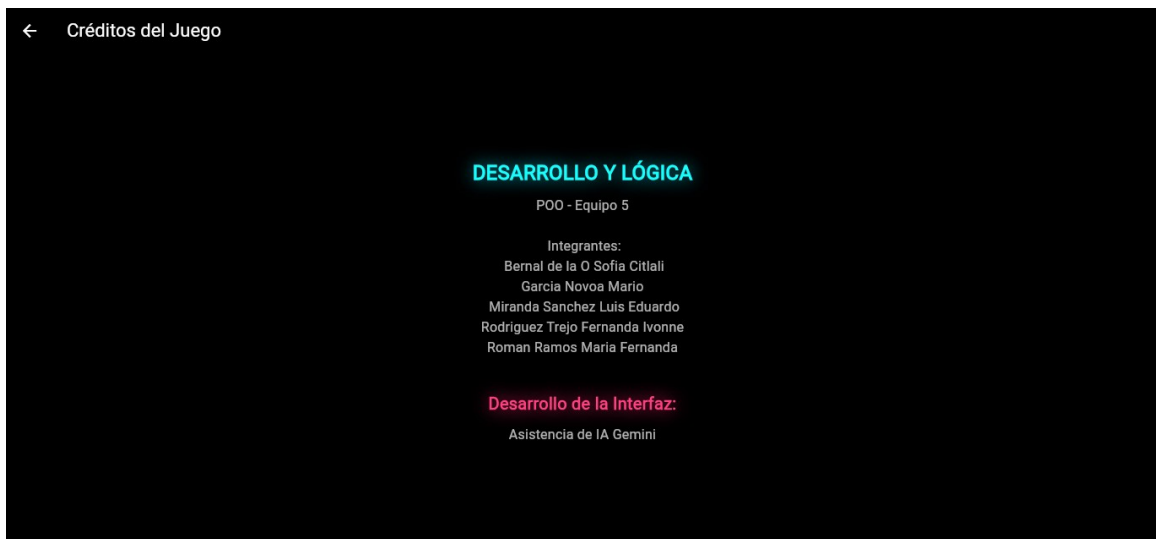 Créditos del Juego
DESARROLLO Y LÓGICA
POO - Equipo 5
Integrantes:
Bernal de la O Sofia Citlali
Garcia Novoa Mario
Miranda Sanchez Luis Eduardo
Rodriguez Trejo Fernanda Ivonne
Roman Ramos Maria Fernanda
Desarrollo de la Interfaz:
Asistencia de IA Gemini